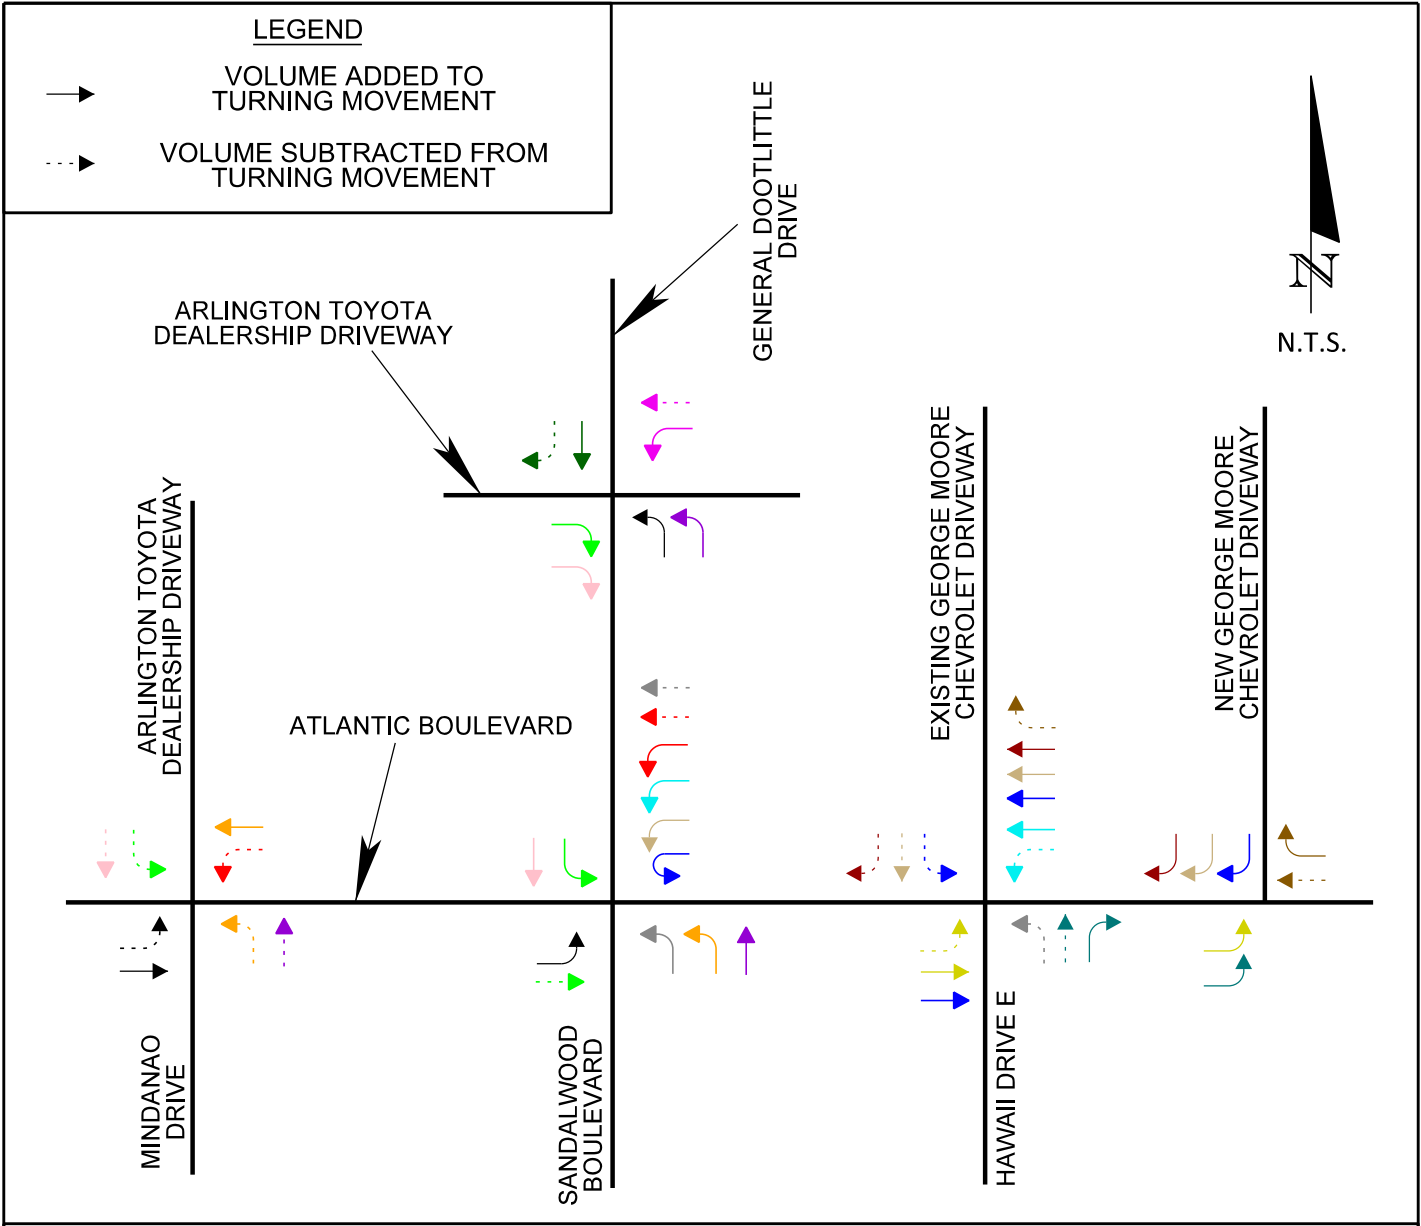 LEGEND
VOLUME ADDED TO
TURNING MOVEMENT
VOLUME SUBTRACTED FROM
TURNING MOVEMENT
GENERAL DOOTLITTLE
DRIVE
N
N.T.S.
ARLINGTON TOYOTA
DEALERSHIP DRIVEWAY
ARLINGTON TOYOTA
DEALERSHIP DRIVEWAY
EXISTING GEORGE MOORE
CHEVROLET DRIVEWAY
NEW GEORGE MOORE
CHEVROLET DRIVEWAY
ATLANTIC BOULEVARD
MINDANAO
DRIVE
SANDALWOOD
BOULEVARD
HAWAII DRIVE E